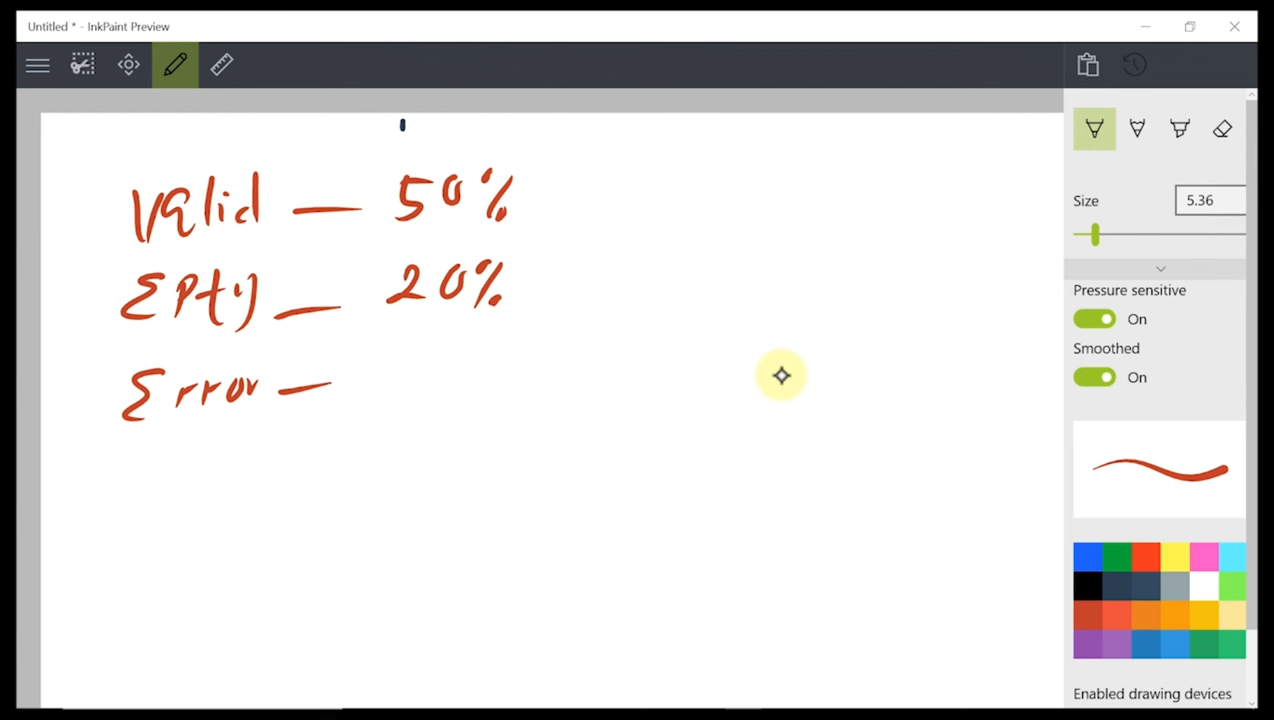 Untitled * - InkPaint Preview
Size
5.36
Pressure sensitive
On
Smoothed
On
Enabled drawing devices
Valid — 50%
Epty — 20%
Error —